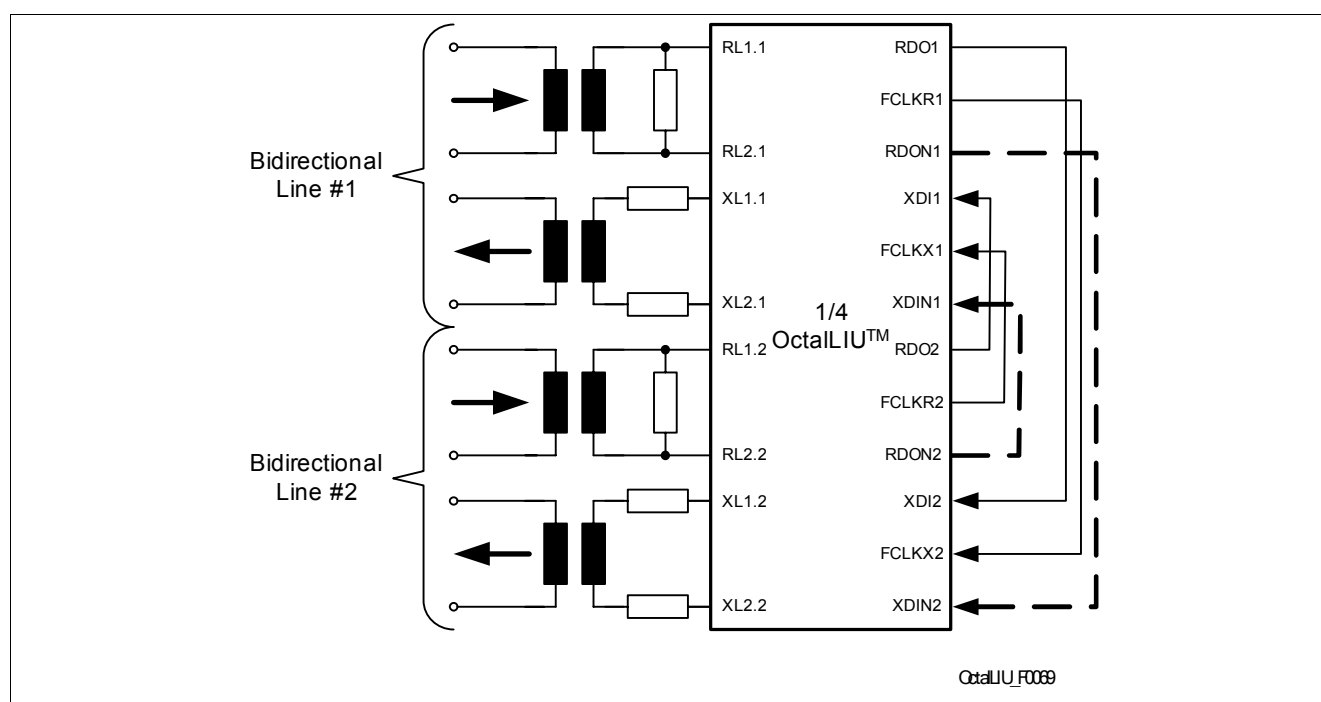 Bidirectional
Line #1
Bidirectional
Line #2
RL1.1
RL2.1
XL1.1
XL2.1
RL1.2
RL2.2
XL1.2
XL2.2
1/4
OctalLIU™
RDO1
FCLKR1
RDON1
XDI1
FCLKX1
XDIN1
RDO2
FCLKR2
RDON2
XDI2
FCLKX2
XDIN2
OctalLIU_F0069